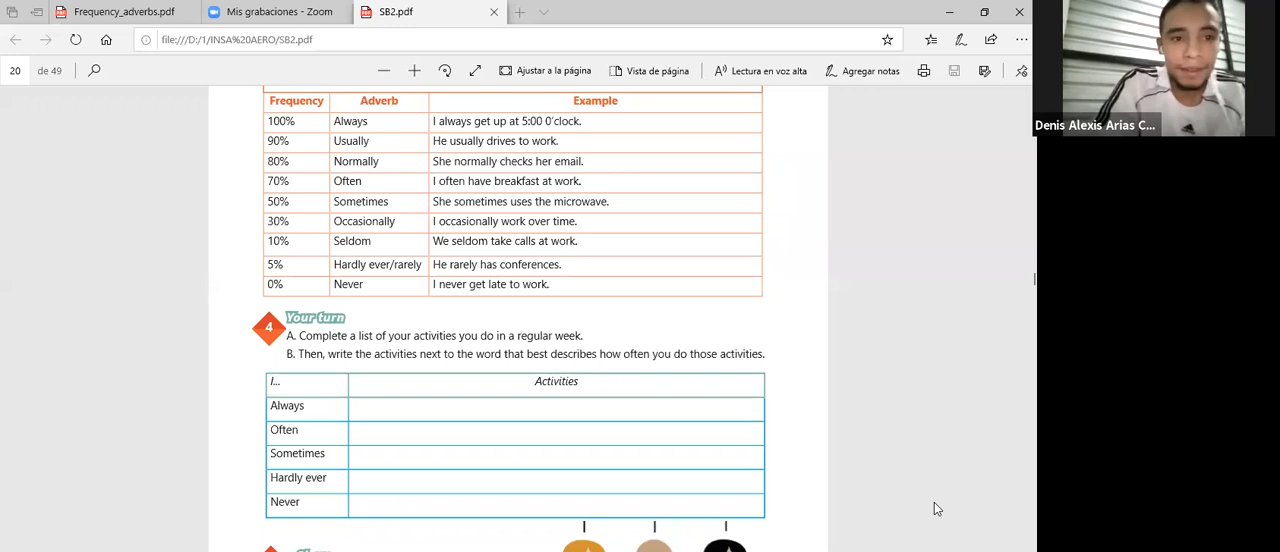 Frequency_adverbs.pdf
Mis grabaciones - Zoom
SB2.pdf
file:///D:/1/INSA%20AERO/SB2.pdf
20 de 49
Ajustar a la página
Vista de página
Lectura en voz alta
Agregar notas
Denis Alexis Arias C...
Frequency Adverb Example
100% Always I always get up at 5:00 0'clock.
90% Usually He usually drives to work.
80% Normally She normally checks her email.
70% Often I often have breakfast at work.
50% Sometimes She sometimes uses the microwave.
30% Occasionally I occasionally work over time.
10% Seldom We seldom take calls at work.
5% Hardly ever/rarely He rarely has conferences.
0% Never I never get late to work.
4 Your turn
A. Complete a list of your activities you do in a regular week.
B. Then, write the activities next to the word that best describes how often you do those activities.
I... Activities
Always
Often
Sometimes
Hardly ever
Never